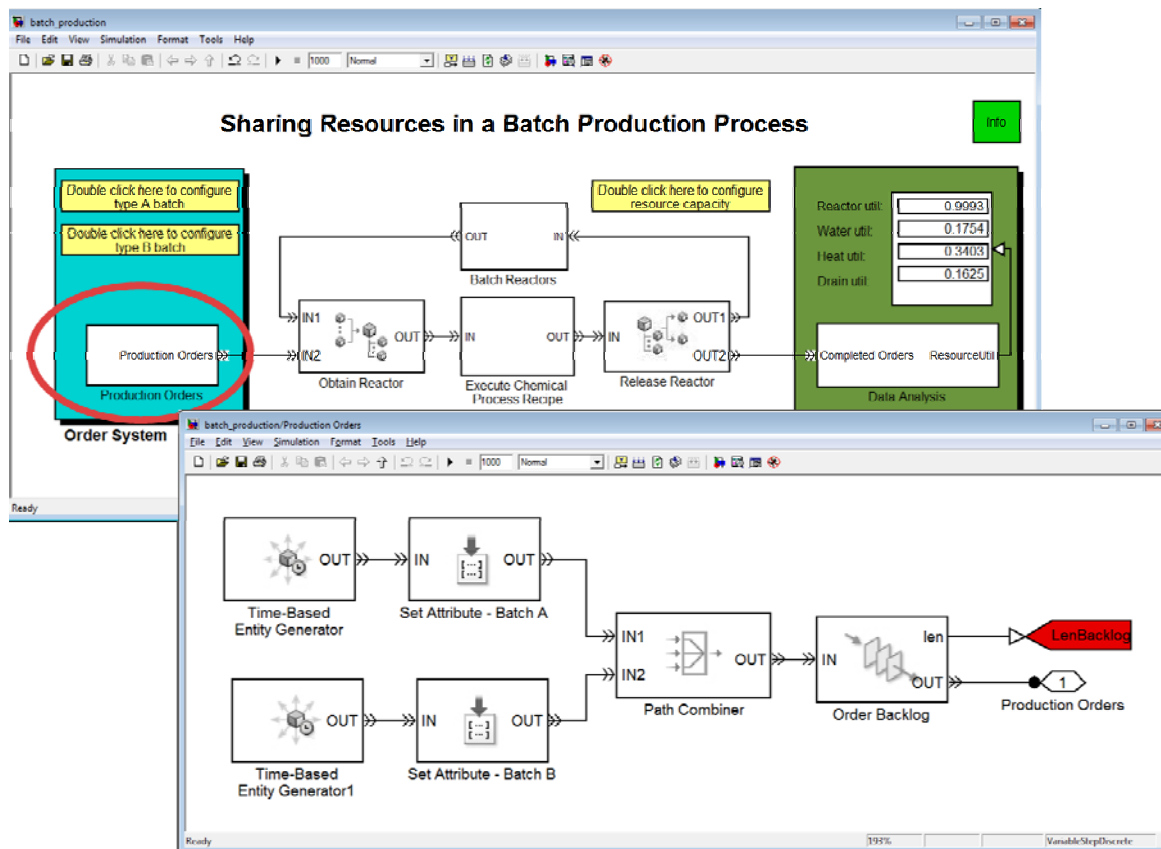 batch_production
File Edit View Simulation Format Tools Help
1000 Normal
Sharing Resources in a Batch Production Process
Info
Double click here to configure
type A batch
Double click here to configure
type B batch
Double click here to configure
resource capacity
Reactor util:
0.9993
Water util:
0.1754
Heat util:
0.3403
Drain util:
0.1625
OUT
IN
Batch Reactors
Production Orders
Production Orders
Order System
IN1
IN2
OUT
Obtain Reactor
IN
OUT
Execute Chemical
Process Recipe
IN
OUT1
OUT2
Release Reactor
Completed Orders
ResourceUtil
Data Analysis
Ready
batch_production/Production Orders
File Edit View Simulation Format Tools Help
1000 Normal
OUT
Time-Based
Entity Generator
IN
[...]
[...]
OUT
Set Attribute - Batch A
OUT
Time-Based
Entity Generator1
IN
[...]
[...]
OUT
Set Attribute - Batch B
IN1
IN2
OUT
Path Combiner
IN
len
OUT
Order Backlog
LenBacklog
1
Production Orders
Ready
193%
VariableStepDiscrete